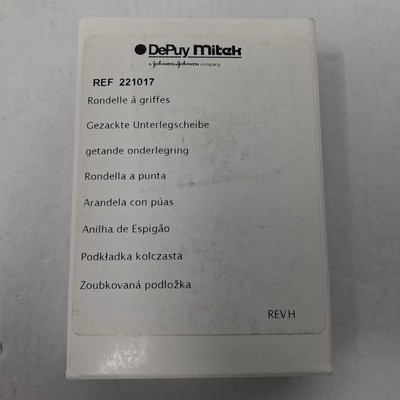 DePuy Mitek
a Johnson & Johnson company
REF 221017
Rondelle à griffes
Gezackte Unterlegscheibe
getande onderlegring
Rondella a punta
Arandela con púas
Anilha de Espigão
Podkładka kolczasta
Zoubkovaná podložka
REV H